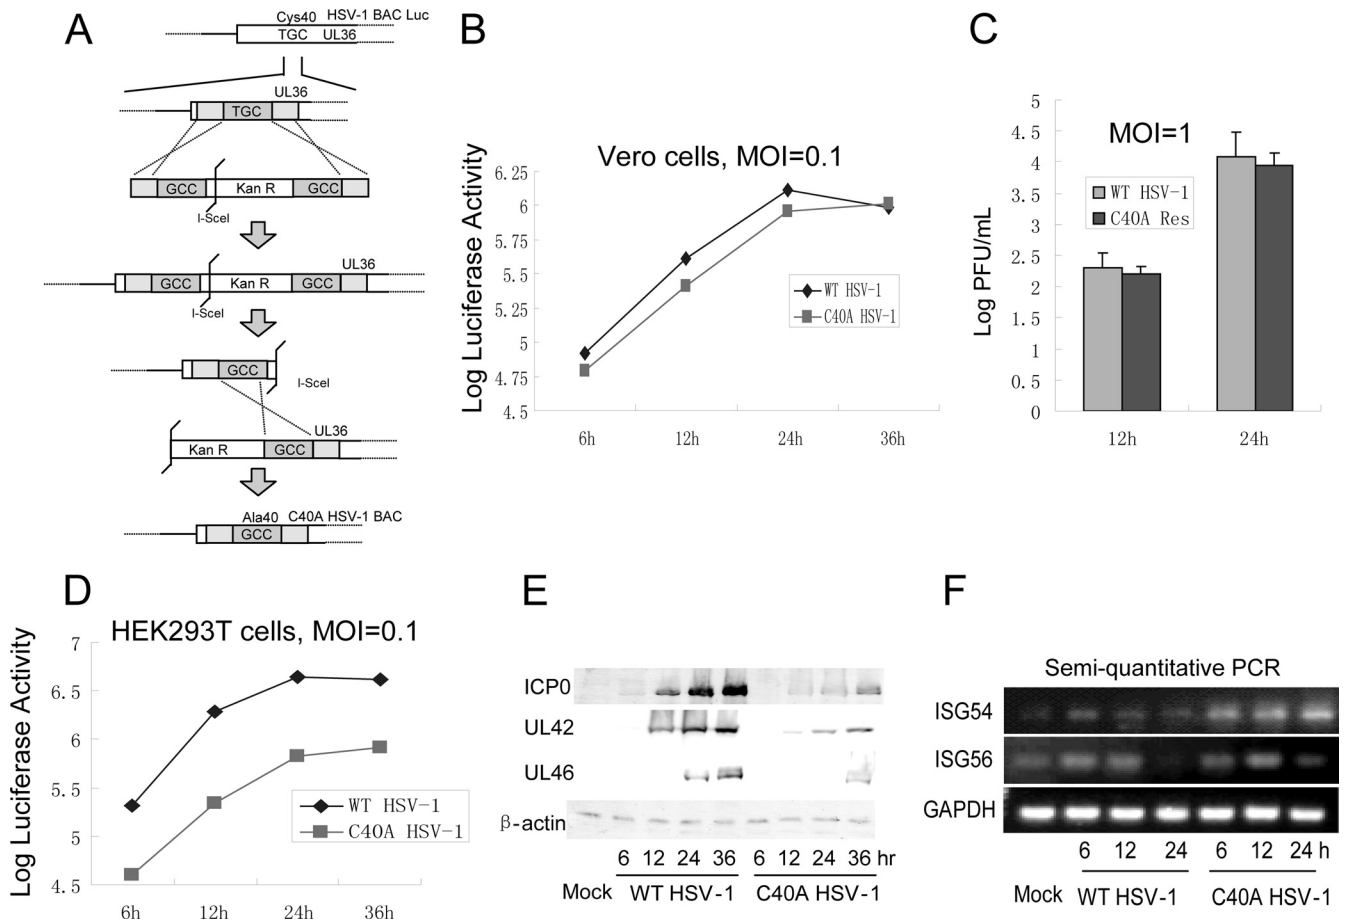 A
Cys40 HSV-1 BAC Luc
TGC UL36
UL36
TGC
GCC Kan R GCC
I-SceI
UL36
GCC Kan R GCC
I-SceI
GCC
I-SceI
UL36
Kan R GCC
Ala40 C40A HSV-1 BAC
GCC
B
Vero cells, MOI=0.1
Log Luciferase Activity
6.25
6
5.75
5.5
5.25
5
4.75
4.5
WT HSV-1
C40A HSV-1
6h 12h 24h 36h
C
MOI=1
Log PFU/mL
5
4.5
4
3.5
3
2.5
2
1.5
1
0.5
0
WT HSV-1
C40A Res
12h 24h
D
HEK293T cells, MOI=0.1
Log Luciferase Activity
7
6.5
6
5.5
5
4.5
WT HSV-1
C40A HSV-1
6h 12h 24h 36h
E
ICP0
UL42
UL46
β-actin
6 12 24 36 6 12 24 36 hr
Mock WT HSV-1 C40A HSV-1
F
Semi-quantitative PCR
ISG54
ISG56
GAPDH
6 12 24 6 12 24 h
Mock WT HSV-1 C40A HSV-1